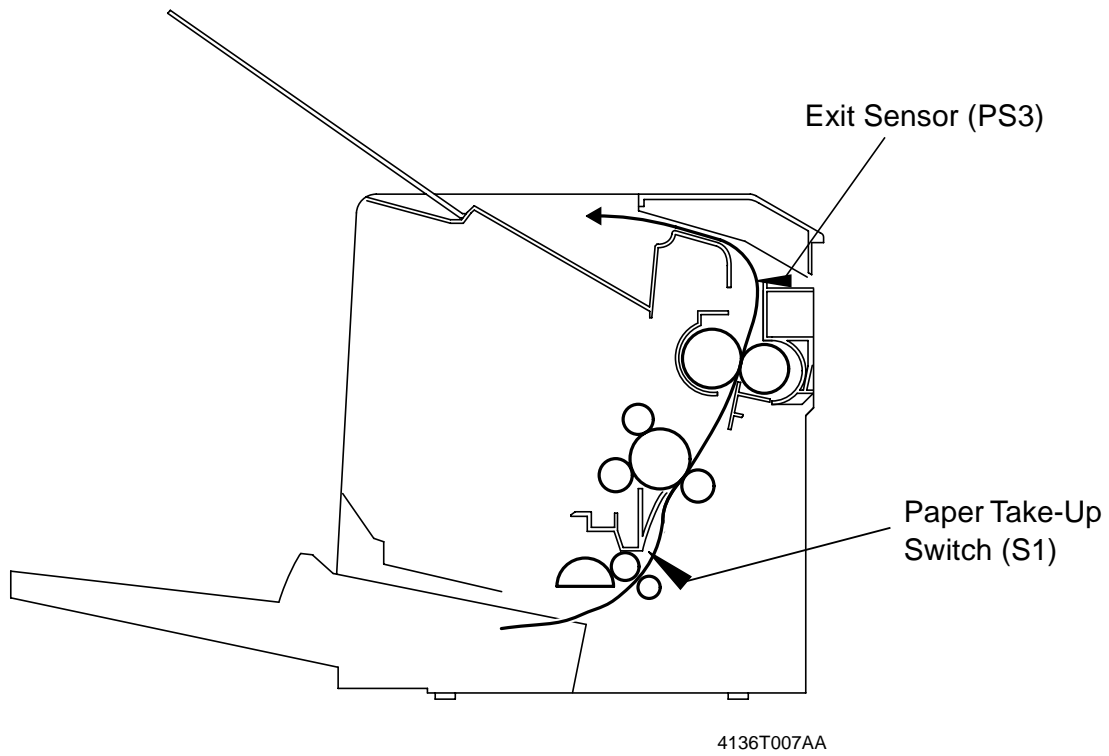 Exit Sensor (PS3)
Paper Take-Up
Switch (S1)
4136T007AA